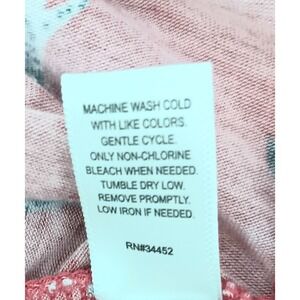 MACHINE WASH COLD
WITH LIKE COLORS.
GENTLE CYCLE.
ONLY NON-CHLORINE
BLEACH WHEN NEEDED.
TUMBLE DRY LOW.
REMOVE PROMPTLY.
LOW IRON IF NEEDED.
RN#34452